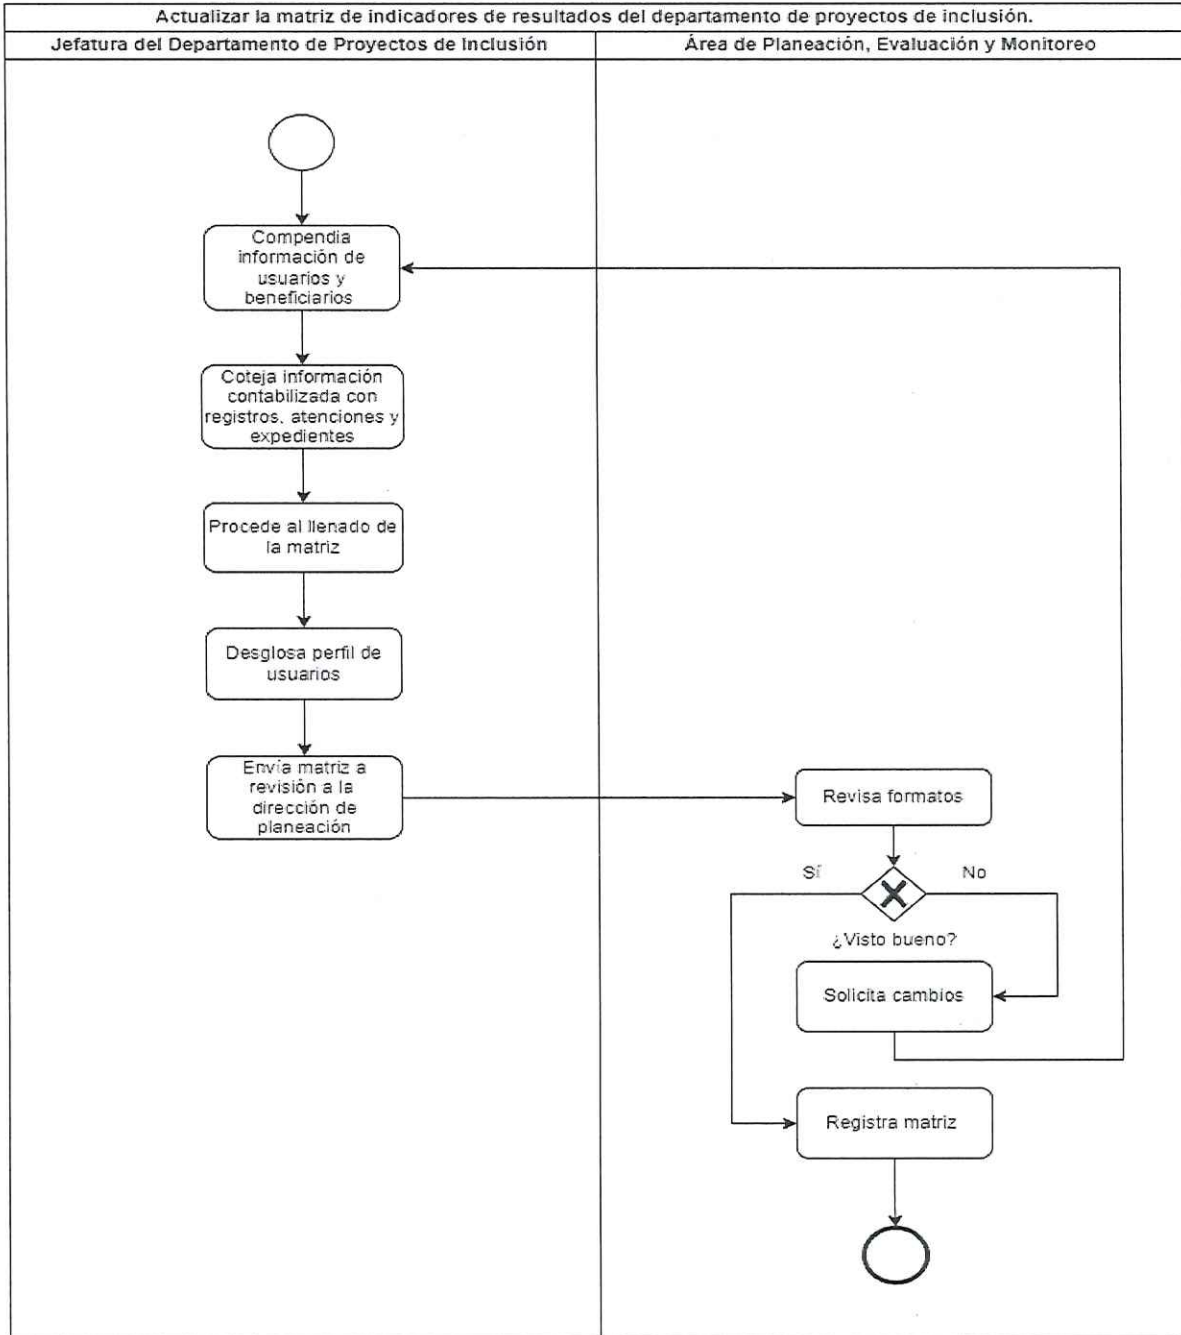 Actualizar la matriz de indicadores de resultados del departamento de proyectos de inclusión.
Jefatura del Departamento de Proyectos de Inclusión
Área de Planeación, Evaluación y Monitoreo
Compendia
información de
usuarios y
beneficiarios
Coteja información
contabilizada con
registros, atenciones y
expedientes
Procede al llenado de
la matriz
Desglosa perfil de
usuarios
Envía matriz a
revisión a la
dirección de
planeación
Revisa formatos
Sí
No
¿Visto bueno?
Solicita cambios
Registra matriz